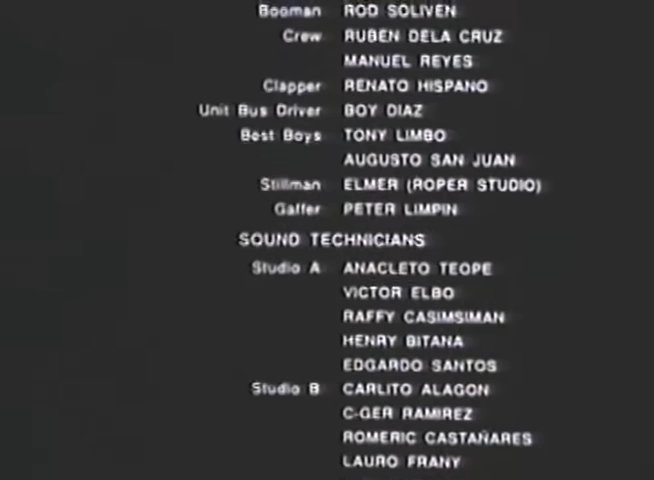 Booman ROD SOLIVEN
Crew RUBEN DELA CRUZ
MANUEL REYES
Clapper RENATO HISPANO
Unit Bus Driver BOY DIAZ
Best Boys TONY LIMBO
AUGUSTO SAN JUAN
Stillman ELMER (ROPER STUDIO)
Gaffer PETER LIMPIN
SOUND TECHNICIANS
Studio A ANACLETO TEOPE
VICTOR ELBO
RAFFY CASIMSIMAN
HENRY BITANA
EDGARDO SANTOS
Studio B CARLITO ALAGON
C-GER RAMIREZ
ROMERIC CASTAÑARES
LAURO FRANY